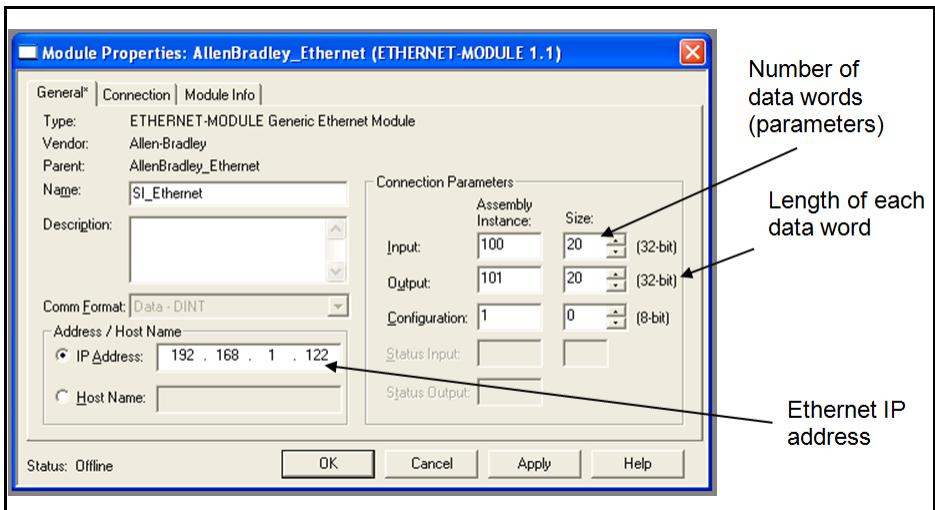 Module Properties: AllenBradley_Ethernet (ETHERNET-MODULE 1.1)
General* Connection Module Info
Type: ETHERNET-MODULE Generic Ethernet Module
Vendor: Allen-Bradley
Parent: AllenBradley_Ethernet
Name: SI_Ethernet
Description:
Comm Format: Data - DINT
Address / Host Name
IP Address: 192 . 168 . 1 . 122
Host Name:
Connection Parameters
Assembly
Instance: Size:
Input: 100 20 (32-bit)
Output: 101 20 (32-bit)
Configuration: 1 0 (8-bit)
Status Input:
Status Output:
Status: Offline
OK Cancel Apply Help
Number of
data words
(parameters)
Length of each
data word
Ethernet IP
address